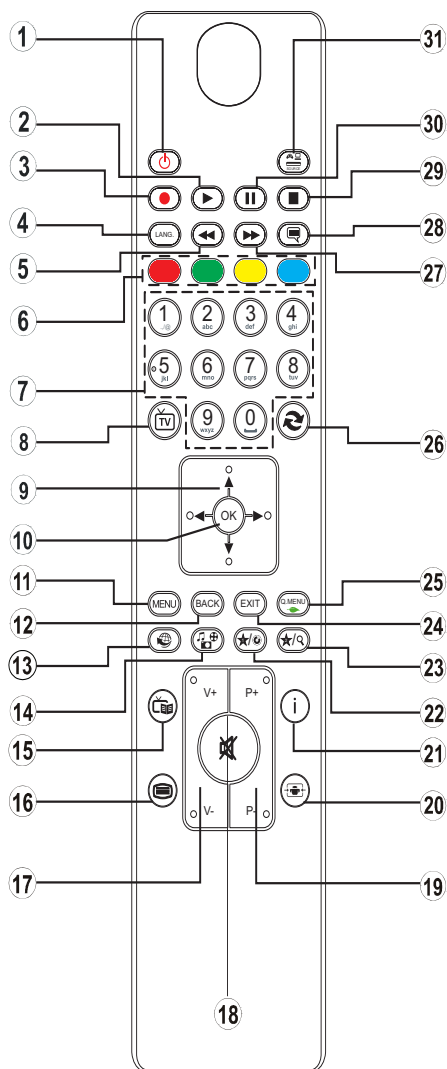 1
31
2
30
3
29
4
LANG.
28
5
27
6
1 ./@
2 abc
3 def
4 ghi
7
5 jkl
6 mno
7 pqrs
8 tuv
8
TV
9 wxyz
0
26
9
10
OK
11
MENU
BACK
EXIT
Q.MENU
25
12
24
13
23
14
22
V+
P+
15
i
21
16
20
V-
P-
17
19
18